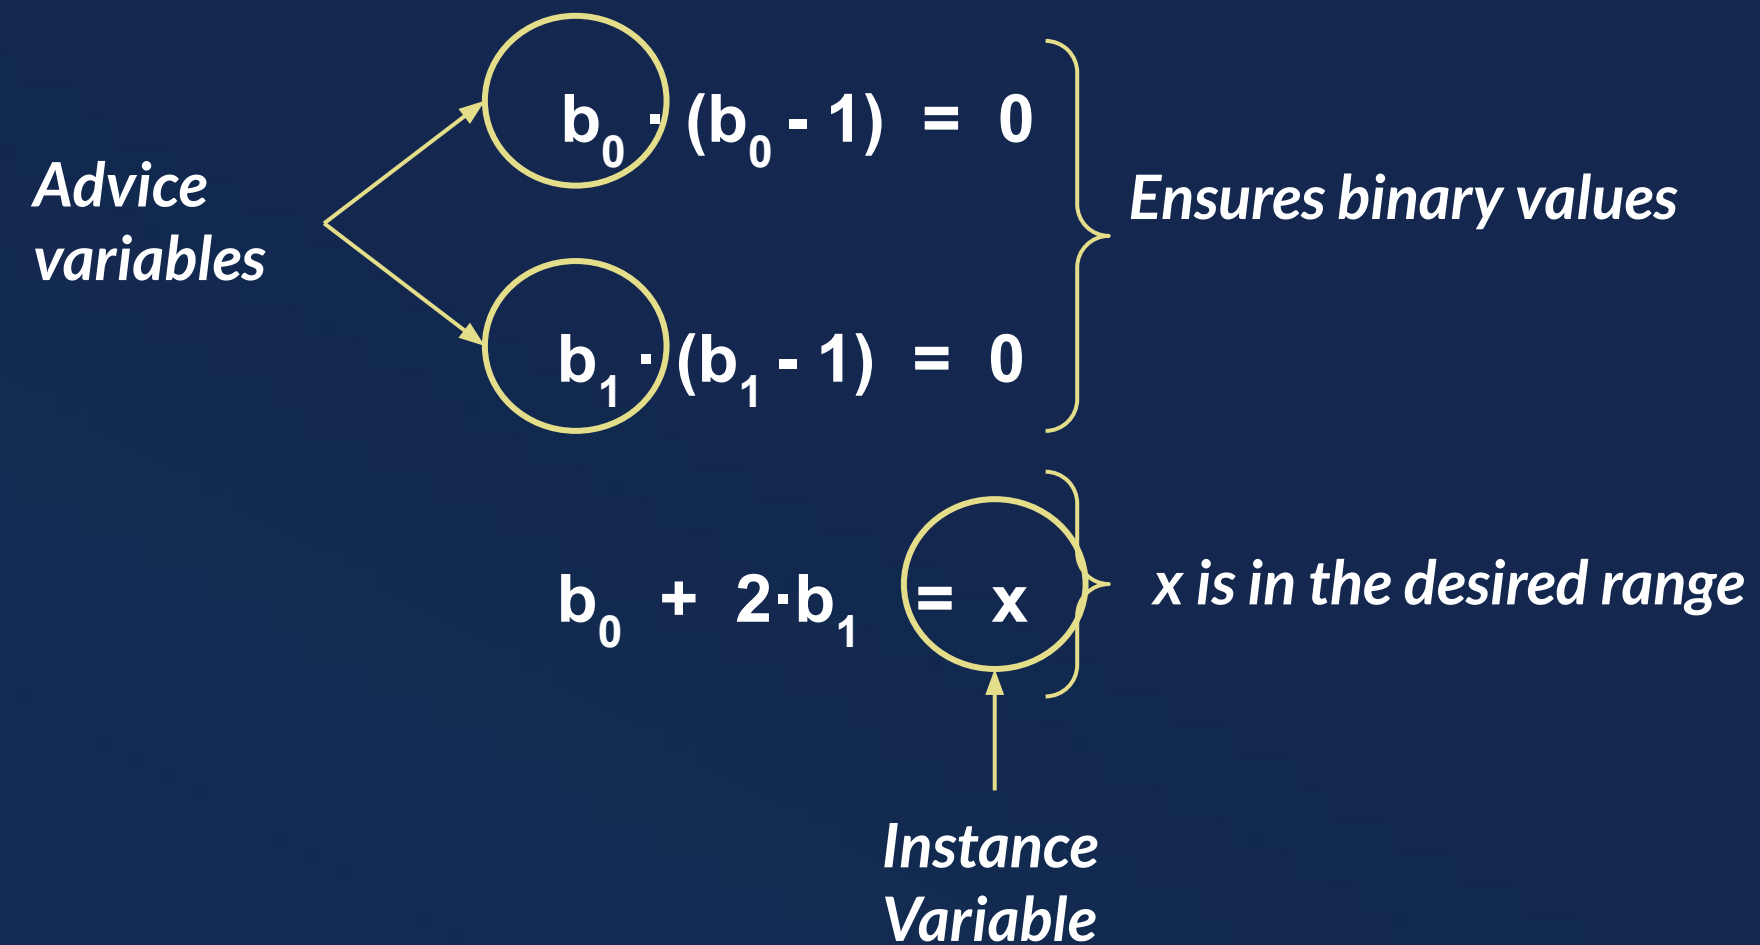 b₀ · (b₀ - 1) = 0
Advice
variables
Ensures binary values
b₁ · (b₁ - 1) = 0
b₀ + 2·b₁ = x
x is in the desired range
Instance
Variable